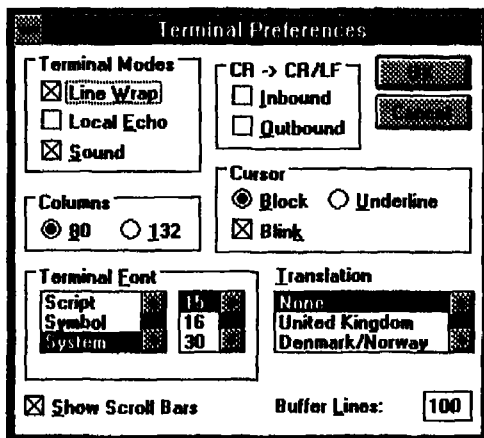 Terminal Preferences
Terminal Modes
Line Wrap
Local Echo
Sound
CR -> CR/LF
Inbound
Outbound
Cancel
Columns
80
132
Cursor
Block
Underline
Blink
Terminal Font
Script
Symbol
System
15
16
30
Translation
None
United Kingdom
Denmark/Norway
Show Scroll Bars
Buffer Lines:
100